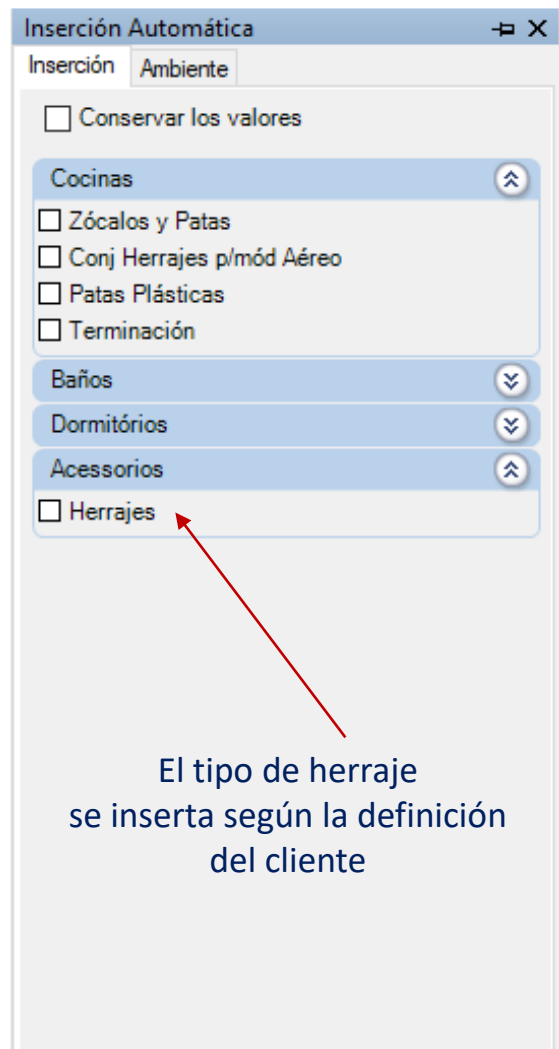 Inserción Automática
Inserción Ambiente
Conservar los valores
Cocinas
Zócalos y Patas
Conj Herrajes p/mód Aéreo
Patas Plásticas
Terminación
Baños
Dormitórios
Acessorios
Herrajes
El tipo de herraje
se inserta según la definición
del cliente